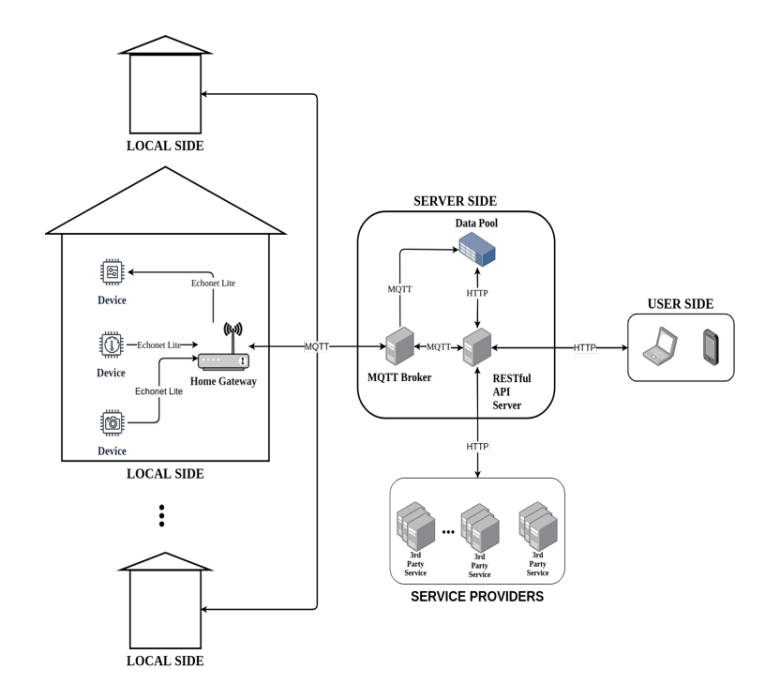 LOCAL SIDE
Echonet Lite
Device
Echonet Lite
Device
Home Gateway
Echonet Lite
Device
LOCAL SIDE
LOCAL SIDE
MQTT
SERVER SIDE
Data Pool
MQTT
HTTP
MQTT
MQTT Broker
RESTful
API
Server
HTTP
USER SIDE
HTTP
3rd
Party
Service
3rd
Party
Service
3rd
Party
Service
SERVICE PROVIDERS